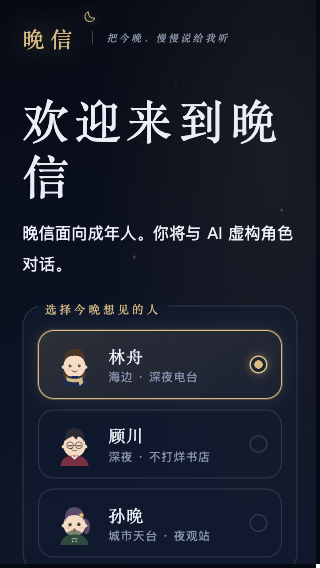 晚信
把今晚，慢慢说给我听
欢迎来到晚
信
晚信面向成年人。你将与 AI 虚构角色
对话。
选择今晚想见的人
林舟
海边 · 深夜电台
顾川
深夜 · 不打烊书店
孙晚
城市天台 · 夜观站